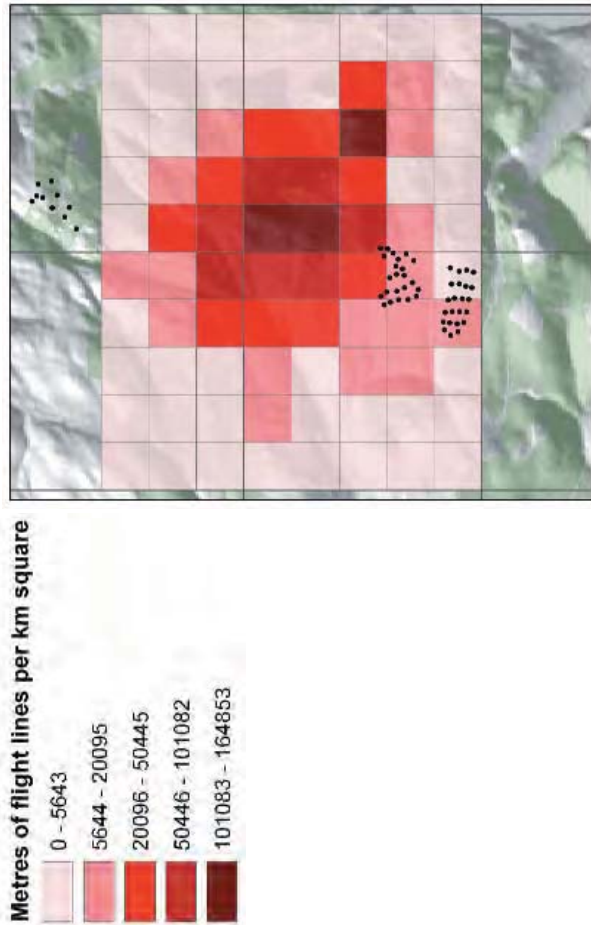 Metres of flight lines per km square
0 - 5643
5644 - 20095
20096 - 50445
50446 - 101082
101083 - 164853